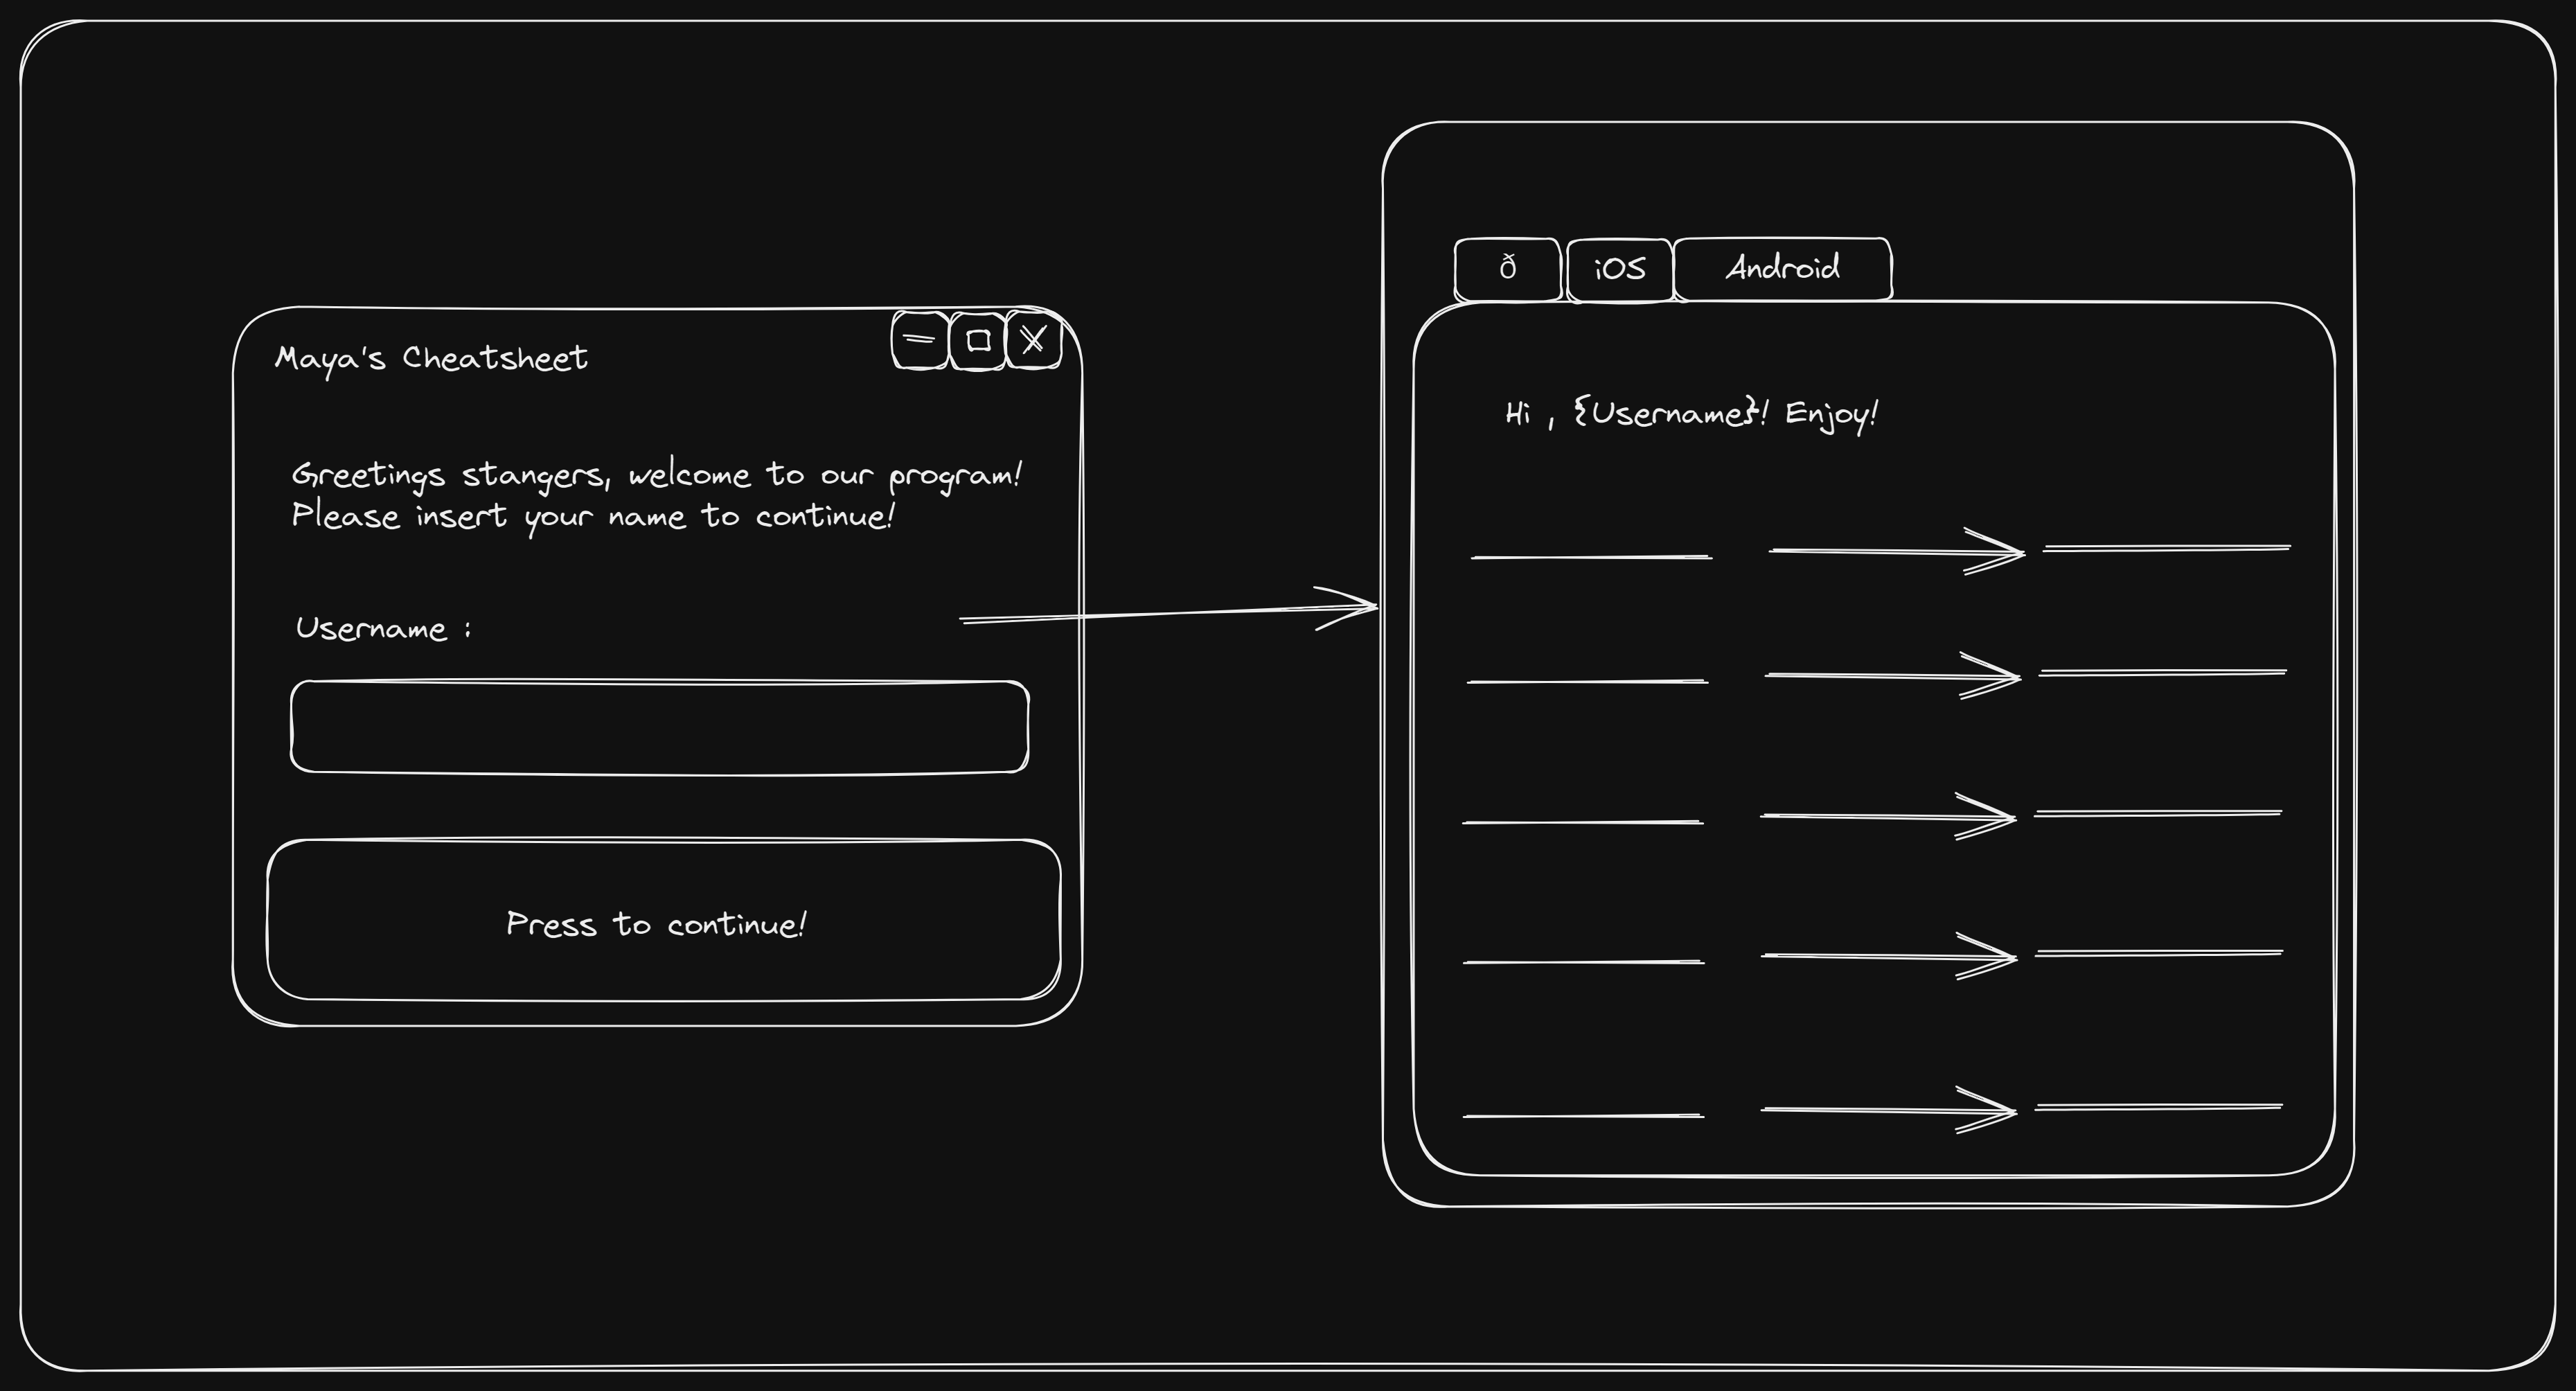 Maya's Cheatsheet
Greetings stangers, welcome to our program!
Please insert your name to continue!
Username :
Press to continue!
ð
iOS
Android
Hi , {Username}! Enjoy!